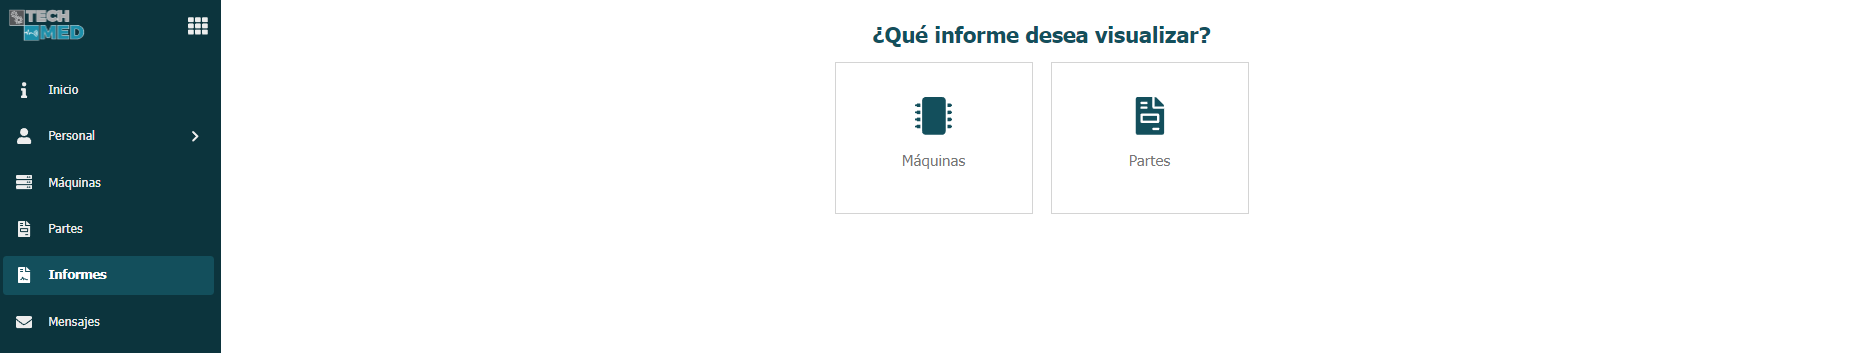 TECH
MED
Inicio
Personal
Máquinas
Partes
Informes
Mensajes
¿Qué informe desea visualizar?
Máquinas
Partes